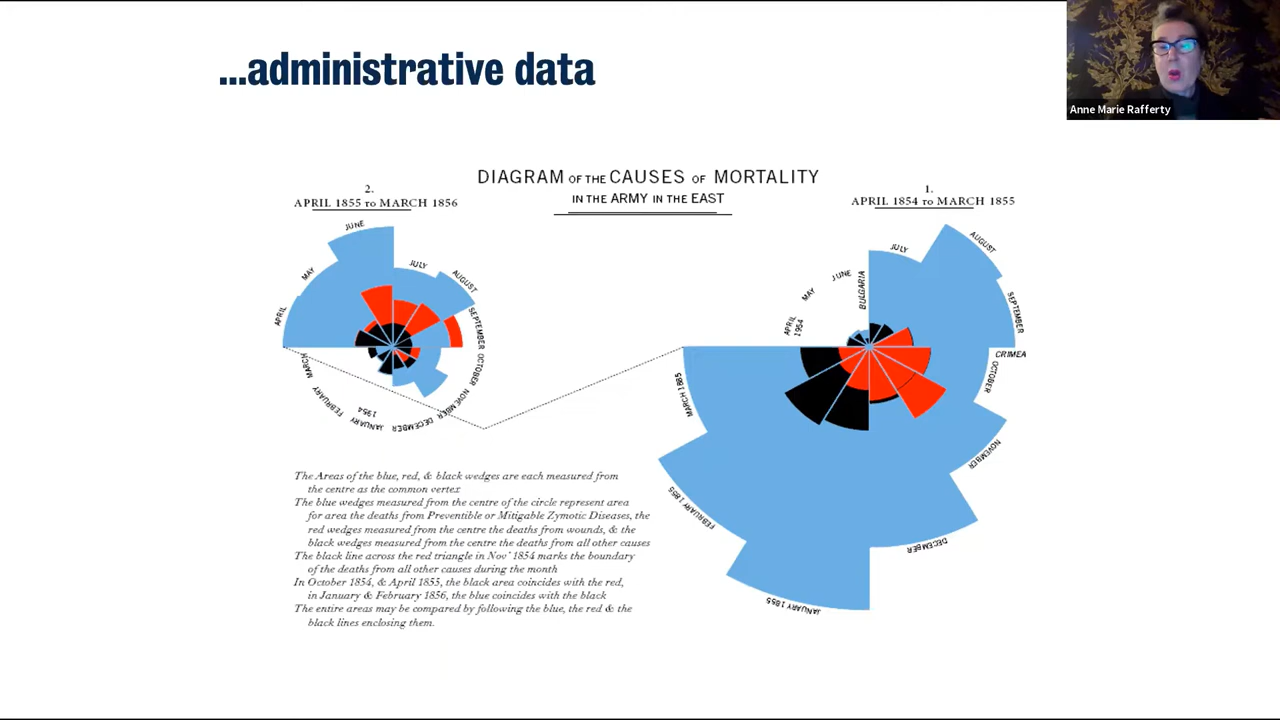 ...administrative data
Anne Marie Rafferty
DIAGRAM OF THE CAUSES OF MORTALITY
IN THE ARMY IN THE EAST
2.
APRIL 1855 TO MARCH 1856
1.
APRIL 1854 TO MARCH 1855
APRIL
MAY
JUNE
JULY
AUGUST
SEPTEMBER
OCTOBER
NOVEMBER
DECEMBER
JANUARY
1954
FEBRUARY
MARCH
APRIL
1954
MAY
JUNE
BULGARIA
JULY
AUGUST
SEPTEMBER
CRIMEA
OCTOBER
NOVEMBER
DECEMBER
JANUARY 1855
FEBRUARY 1855
MARCH 1885
The Areas of the blue, red, & black wedges are each measured from
the centre as the common vertex
The blue wedges measured from the centre of the circle represent area
for area the deaths from Preventible or Mitigable Zymotic Diseases, the
red wedges measured from the centre the deaths from wounds, & the
black wedges measured from the centre the deaths from all other causes
The black line across the red triangle in Nov' 1854 marks the boundary
of the deaths from all other causes during the month
In October 1854, & April 1855, the black area coincides with the red,
in January & February 1856, the blue coincides with the black
The entire areas may be compared by following the blue, the red & the
black lines enclosing them.